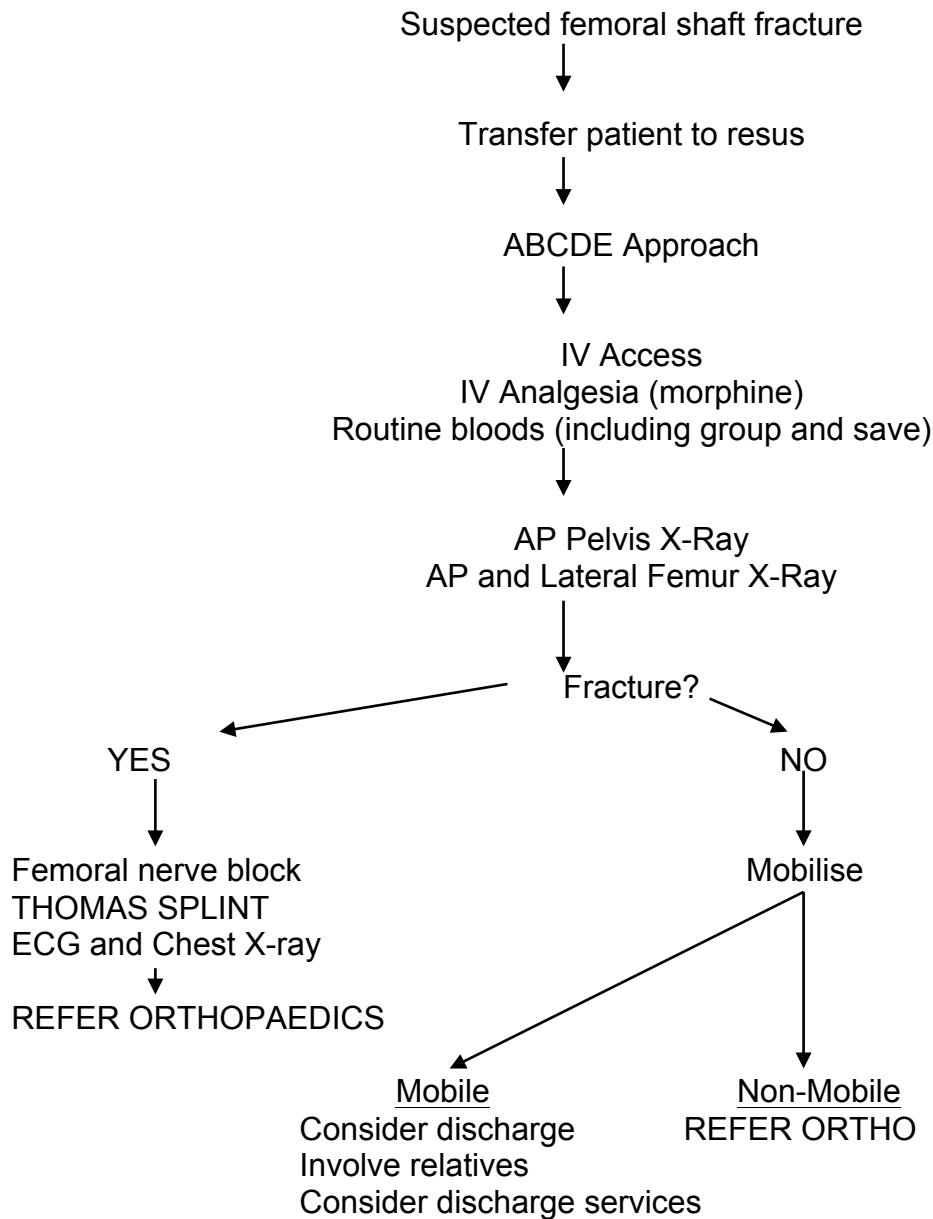 Suspected femoral shaft fracture
Transfer patient to resus
ABCDE Approach
IV Access
IV Analgesia (morphine)
Routine bloods (including group and save)
AP Pelvis X-Ray
AP and Lateral Femur X-Ray
Fracture?
YES
NO
Femoral nerve block
THOMAS SPLINT
ECG and Chest X-ray
REFER ORTHOPAEDICS
Mobilise
Mobile
Consider discharge
Involve relatives
Consider discharge services
Non-Mobile
REFER ORTHO